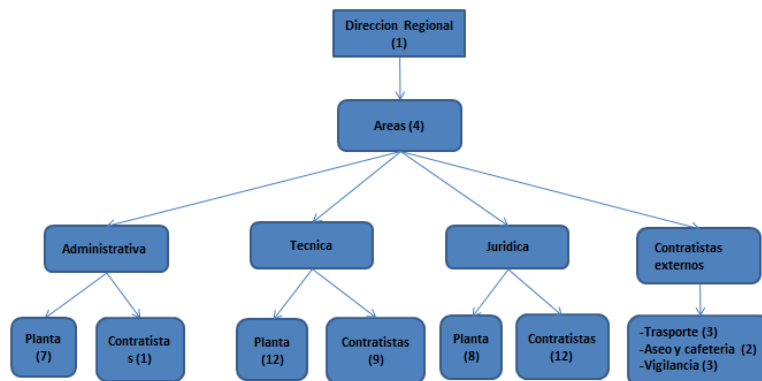 Direccion Regional
(1)
Areas (4)
Administrativa
Tecnica
Juridica
Contratistas
externos
Planta
(7)
Contratista
s (1)
Planta
(12)
Contratistas
(9)
Planta
(8)
Contratistas
(12)
-Trasporte (3)
-Aseo y cafeteria (2)
-Vigilancia (3)